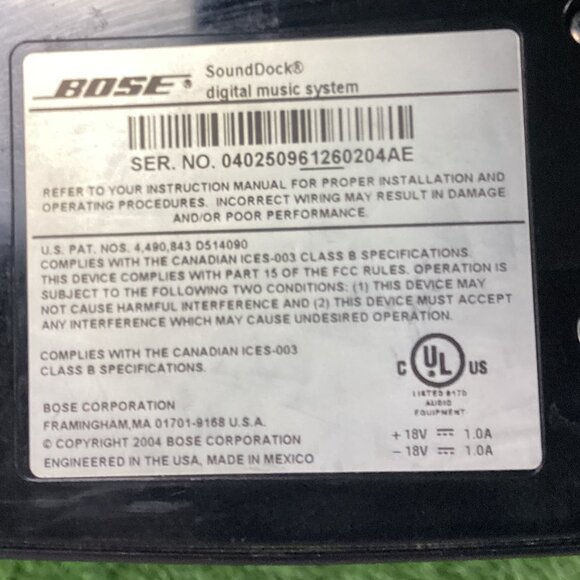 BOSE® SoundDock®
digital music system
SER. NO. 040250961260204AE
REFER TO YOUR INSTRUCTION MANUAL FOR PROPER INSTALLATION AND
OPERATING PROCEDURES. INCORRECT WIRING MAY RESULT IN DAMAGE
AND/OR POOR PERFORMANCE.
U.S. PAT. NOS. 4,490,843 D514090
COMPLIES WITH THE CANADIAN ICES-003 CLASS B SPECIFICATIONS.
THIS DEVICE COMPLIES WITH PART 15 OF THE FCC RULES. OPERATION IS
SUBJECT TO THE FOLLOWING TWO CONDITIONS: (1) THIS DEVICE MAY
NOT CAUSE HARMFUL INTERFERENCE AND (2) THIS DEVICE MUST ACCEPT
ANY INTERFERENCE WHICH MAY CAUSE UNDESIRED OPERATION.
COMPLIES WITH THE CANADIAN ICES-003
CLASS B SPECIFICATIONS.
C UL US
LISTED 817D
AUDIO
EQUIPMENT
BOSE CORPORATION
FRAMINGHAM, MA 01701-9168 U.S.A.
© COPYRIGHT 2004 BOSE CORPORATION
ENGINEERED IN THE USA, MADE IN MEXICO
+ 18V ⎓ 1.0A
− 18V ⎓ 1.0A